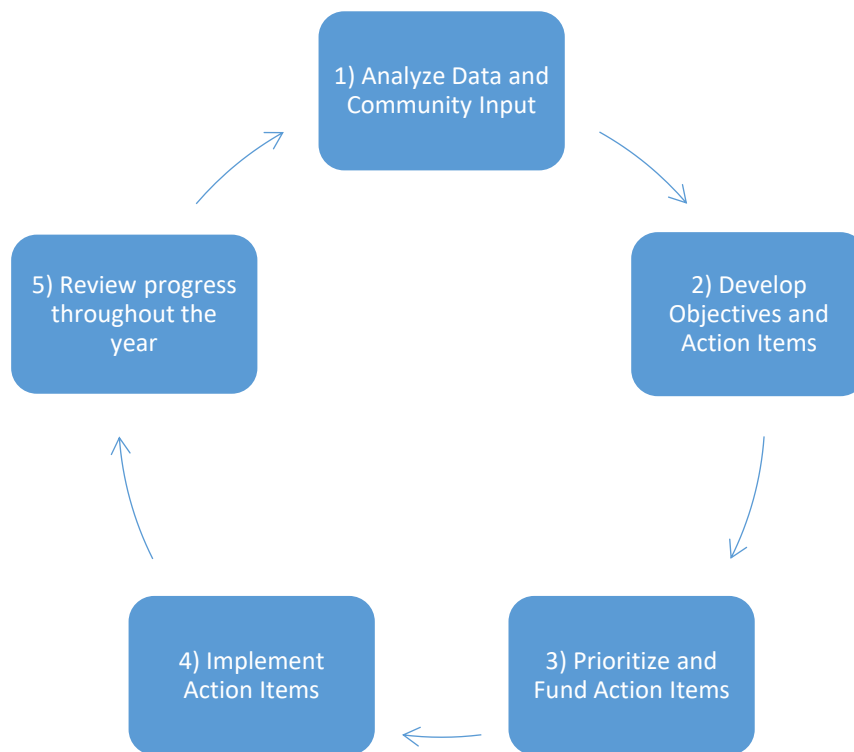 1) Analyze Data and
Community Input
2) Develop
Objectives and
Action Items
3) Prioritize and
Fund Action Items
4) Implement
Action Items
5) Review progress
throughout the
year